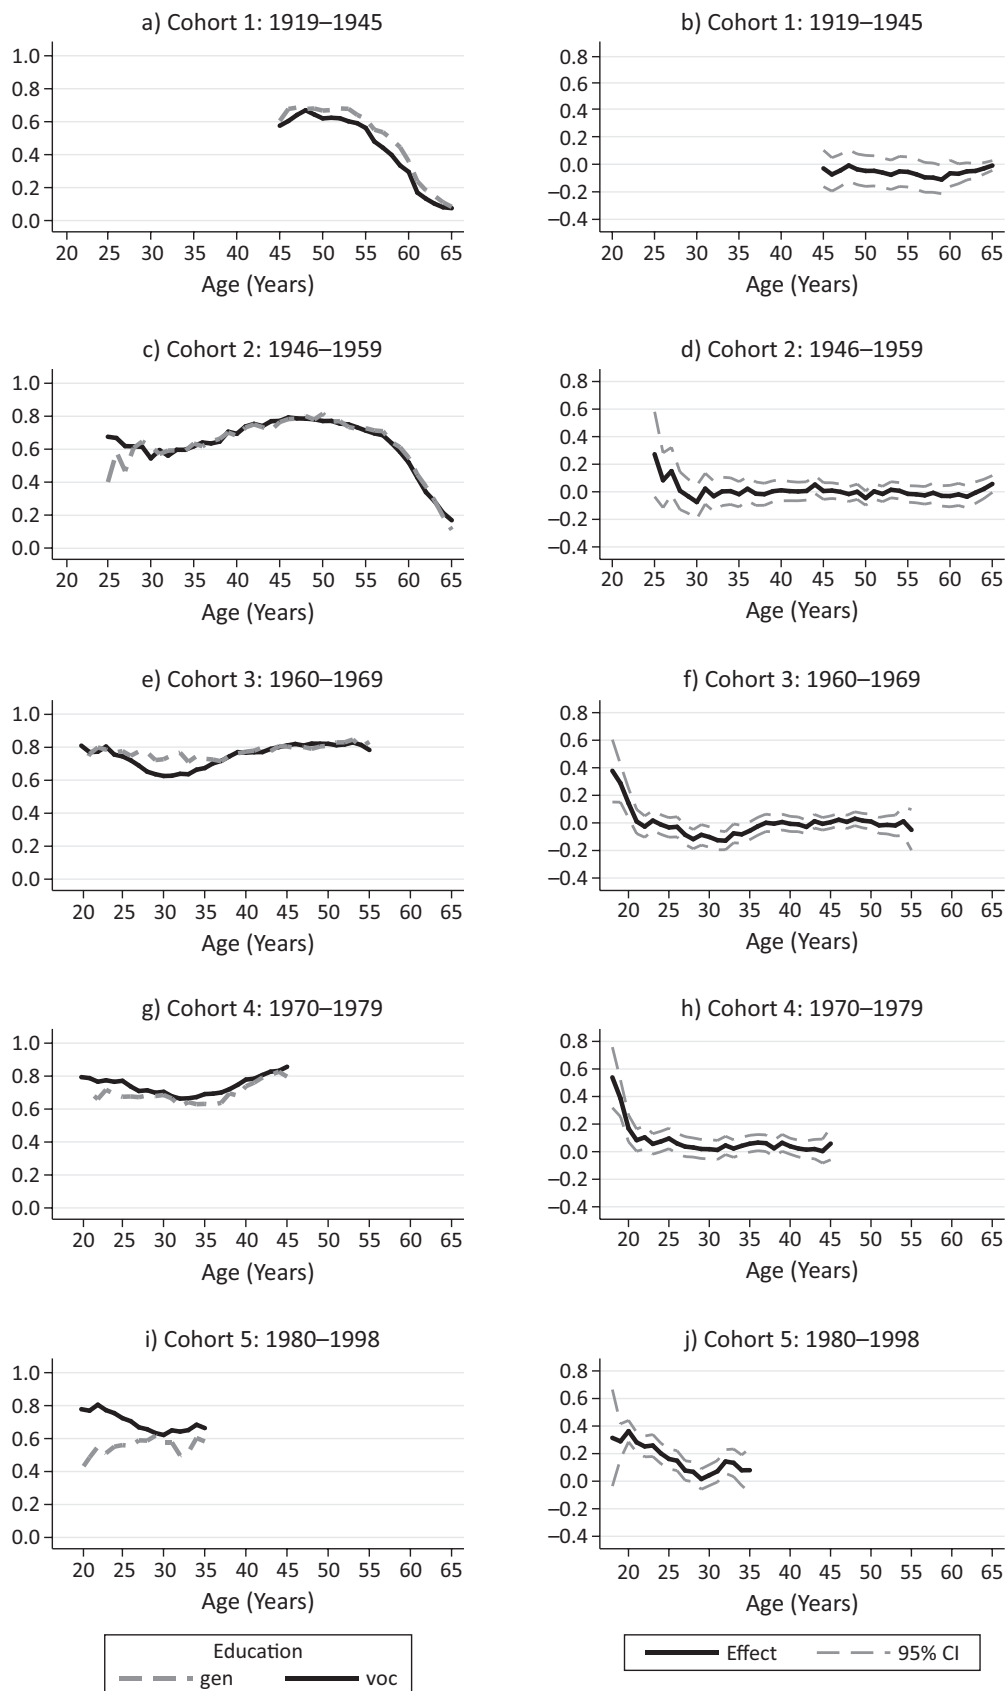 a) Cohort 1: 1919–1945
1.0
0.8
0.6
0.4
0.2
0.0
20 25 30 35 40 45 50 55 60 65
Age (Years)
b) Cohort 1: 1919–1945
0.8
0.6
0.4
0.2
0.0
–0.2
–0.4
20 25 30 35 40 45 50 55 60 65
Age (Years)
c) Cohort 2: 1946–1959
1.0
0.8
0.6
0.4
0.2
0.0
20 25 30 35 40 45 50 55 60 65
Age (Years)
d) Cohort 2: 1946–1959
0.8
0.6
0.4
0.2
0.0
–0.2
–0.4
20 25 30 35 40 45 50 55 60 65
Age (Years)
e) Cohort 3: 1960–1969
1.0
0.8
0.6
0.4
0.2
0.0
20 25 30 35 40 45 50 55 60 65
Age (Years)
f) Cohort 3: 1960–1969
0.8
0.6
0.4
0.2
0.0
–0.2
–0.4
20 25 30 35 40 45 50 55 60 65
Age (Years)
g) Cohort 4: 1970–1979
1.0
0.8
0.6
0.4
0.2
0.0
20 25 30 35 40 45 50 55 60 65
Age (Years)
h) Cohort 4: 1970–1979
0.8
0.6
0.4
0.2
0.0
–0.2
–0.4
20 25 30 35 40 45 50 55 60 65
Age (Years)
i) Cohort 5: 1980–1998
1.0
0.8
0.6
0.4
0.2
0.0
20 25 30 35 40 45 50 55 60 65
Age (Years)
j) Cohort 5: 1980–1998
0.8
0.6
0.4
0.2
0.0
–0.2
–0.4
20 25 30 35 40 45 50 55 60 65
Age (Years)
Education
gen voc
Effect 95% CI